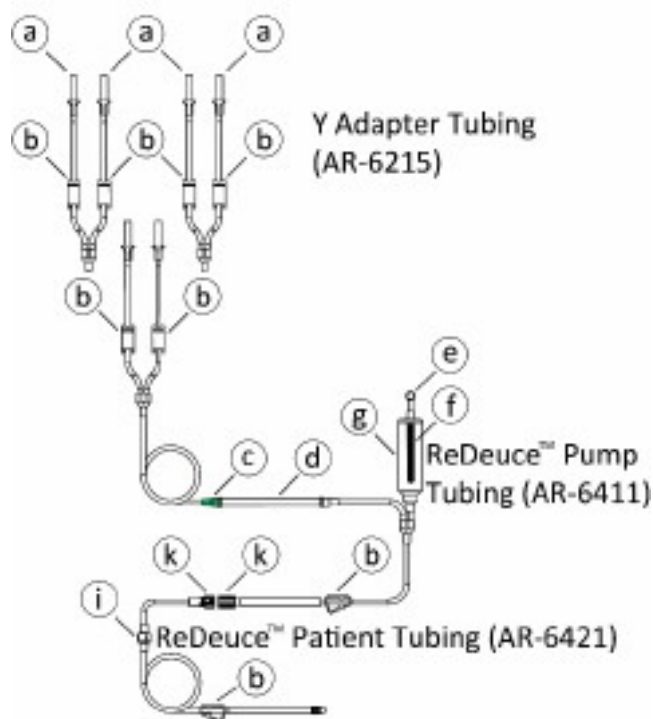 a a a
b b b
Y Adapter Tubing
(AR-6215)
b b
e
g f
c d
ReDeuce™ Pump
Tubing (AR-6411)
k k b
i
ReDeuce™ Patient Tubing (AR-6421)
b